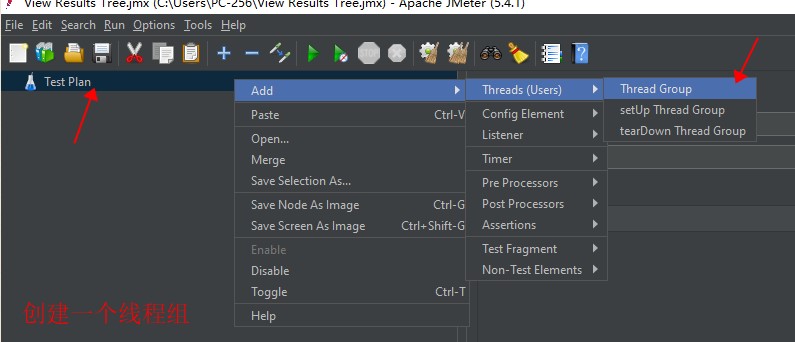 View Results Tree.jmx (C:\Users\PC-256\View Results Tree.jmx) - Apache JMeter (5.4.1)
File Edit Search Run Options Tools Help
Test Plan
Add
Paste Ctrl-V
Open...
Merge
Save Selection As...
Save Node As Image Ctrl-G
Save Screen As Image Ctrl+Shift-G
Enable
Disable
Toggle Ctrl-T
Help
Threads (Users)
Config Element
Listener
Timer
Pre Processors
Post Processors
Assertions
Test Fragment
Non-Test Elements
Thread Group
setUp Thread Group
tearDown Thread Group
创建一个线程组